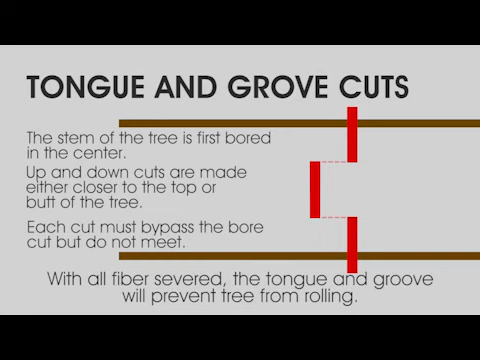 TONGUE AND GROVE CUTS
The stem of the tree is first bored
in the center.
Up and down cuts are made
either closer to the top or
butt of the tree.
Each cut must bypass the bore
cut but do not meet.
With all fiber severed, the tongue and groove
will prevent tree from rolling.